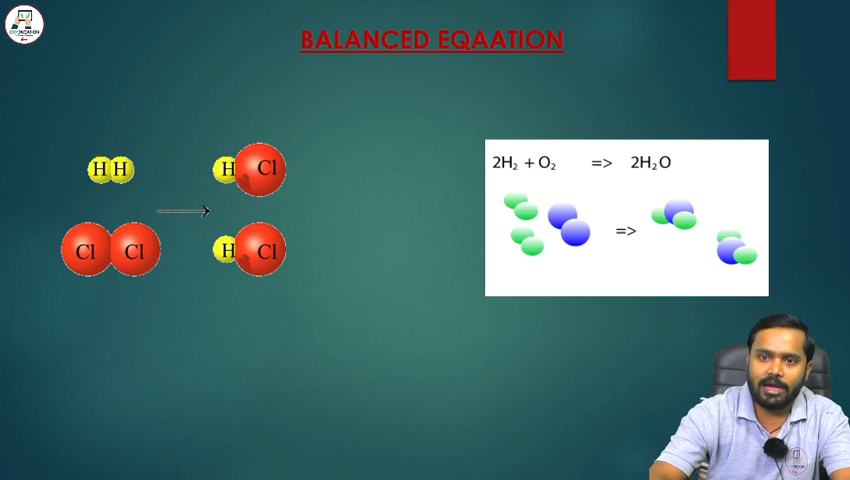 BALANCED EQAATION
H H
H Cl
Cl Cl
H Cl
2H₂ + O₂ => 2H₂O
=>